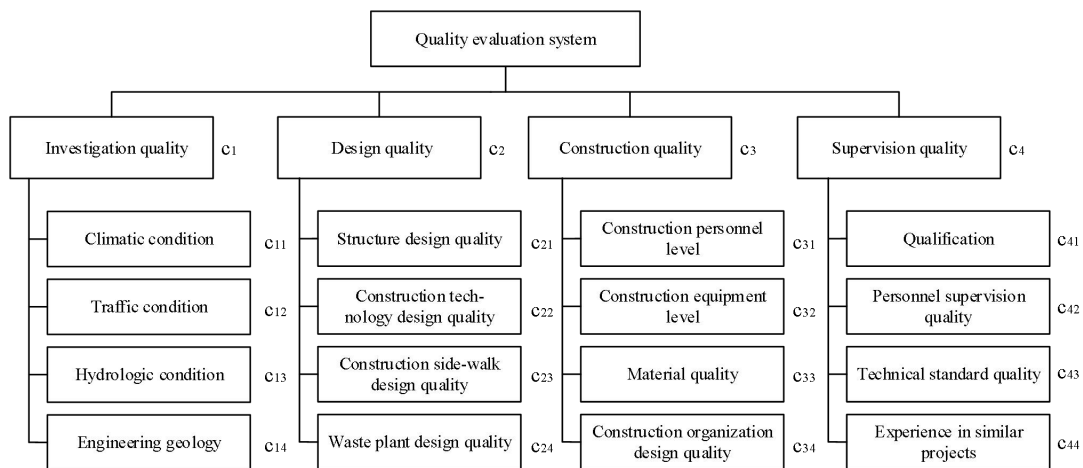 Quality evaluation system
Investigation quality c1
Design quality c2
Construction quality c3
Supervision quality c4
Climatic condition c11
Traffic condition c12
Hydrologic condition c13
Engineering geology c14
Structure design quality c21
Construction tech-
nology design quality c22
Construction side-walk
design quality c23
Waste plant design quality c24
Construction personnel
level c31
Construction equipment
level c32
Material quality c33
Construction organization
design quality c34
Qualification c41
Personnel supervision
quality c42
Technical standard quality c43
Experience in similar
projects c44